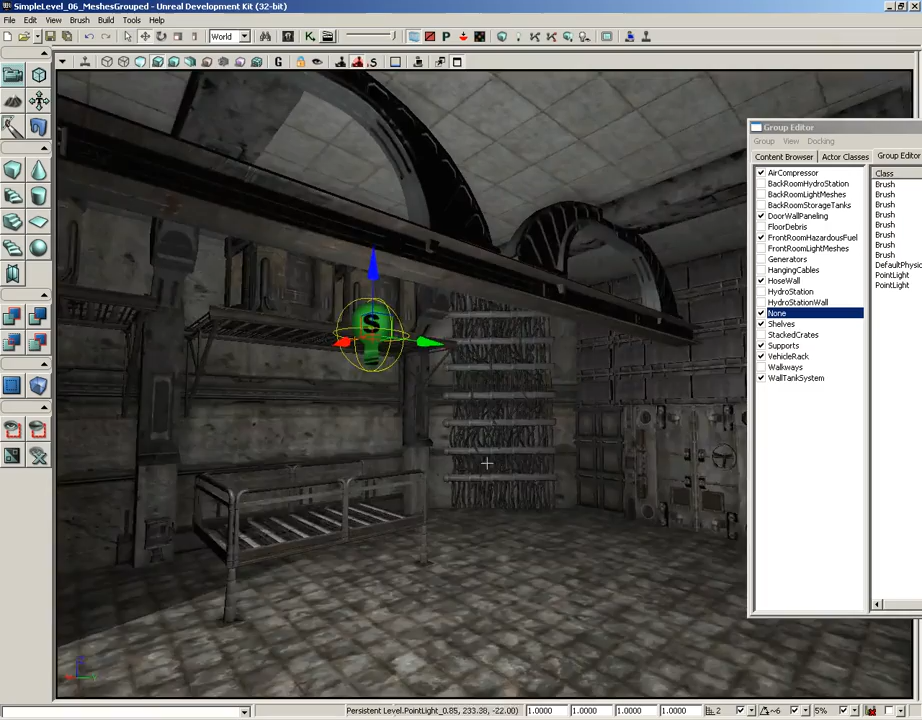 SimpleLevel_06_MeshesGrouped - Unreal Development Kit (32-bit)
File Edit View Brush Build Tools Help
World
K.
P
G
.S
Group Editor
Group View Docking
Content Browser Actor Classes Group Editor
AirCompressor
BackRoomHydroStation
BackRoomLightMeshes
BackRoomStorageTanks
DoorWallPaneling
FloorDebris
FrontRoomHazardousFuel
FrontRoomLightMeshes
Generators
HangingCables
HoseWall
HydroStation
HydroStationWall
None
Shelves
StackedCrates
Supports
VehicleRack
Walkways
WallTankSystem
Class
Brush
Brush
Brush
Brush
Brush
Brush
Brush
Brush
DefaultPhysic
PointLight
PointLight
S
Persistent Level.PointLight_0.85, 233.38, -22.00)
1.0000 1.0000 1.0000 1.0000
2
~6
5%